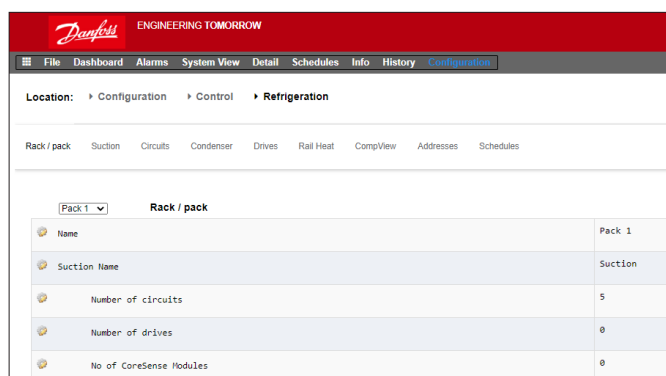 Danfoss ENGINEERING TOMORROW
File Dashboard Alarms System View Detail Schedules Info History Configuration
Location: Configuration Control Refrigeration
Rack / pack Suction Circuits Condenser Drives Rail Heat CompView Addresses Schedules
Pack 1 Rack / pack
Name Pack 1
Suction Name Suction
Number of circuits 5
Number of drives 0
No of CoreSense Modules 0